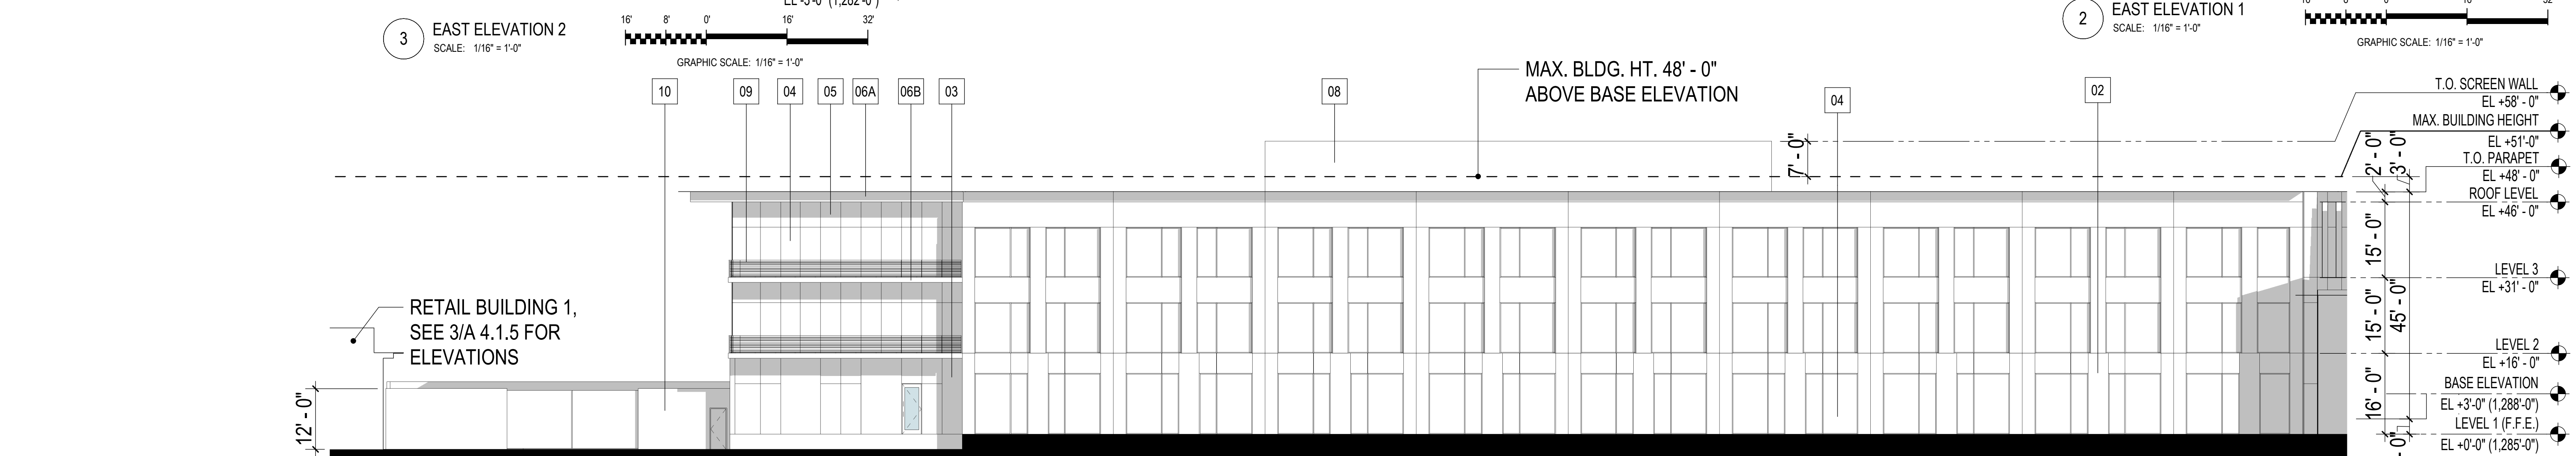 EL -3'-0" (1,282'-0")
3
EAST ELEVATION 2
SCALE: 1/16" = 1'-0"
16' 8' 0' 16' 32'
GRAPHIC SCALE: 1/16" = 1'-0"
2
EAST ELEVATION 1
SCALE: 1/16" = 1'-0"
GRAPHIC SCALE: 1/16" = 1'-0"
10
09
04
05
06A
06B
03
08
04
02
MAX. BLDG. HT. 48' - 0"
ABOVE BASE ELEVATION
RETAIL BUILDING 1,
SEE 3/A 4.1.5 FOR
ELEVATIONS
12' - 0"
7' - 0"
2' - 0"
3' - 0"
15' - 0"
15' - 0"
45' - 0"
16' - 0"
T.O. SCREEN WALL
EL +58' - 0"
MAX. BUILDING HEIGHT
EL +51'-0"
T.O. PARAPET
EL +48' - 0"
ROOF LEVEL
EL +46' - 0"
LEVEL 3
EL +31' - 0"
LEVEL 2
EL +16' - 0"
BASE ELEVATION
EL +3'-0" (1,288'-0")
LEVEL 1 (F.F.E.)
EL +0'-0" (1,285'-0")